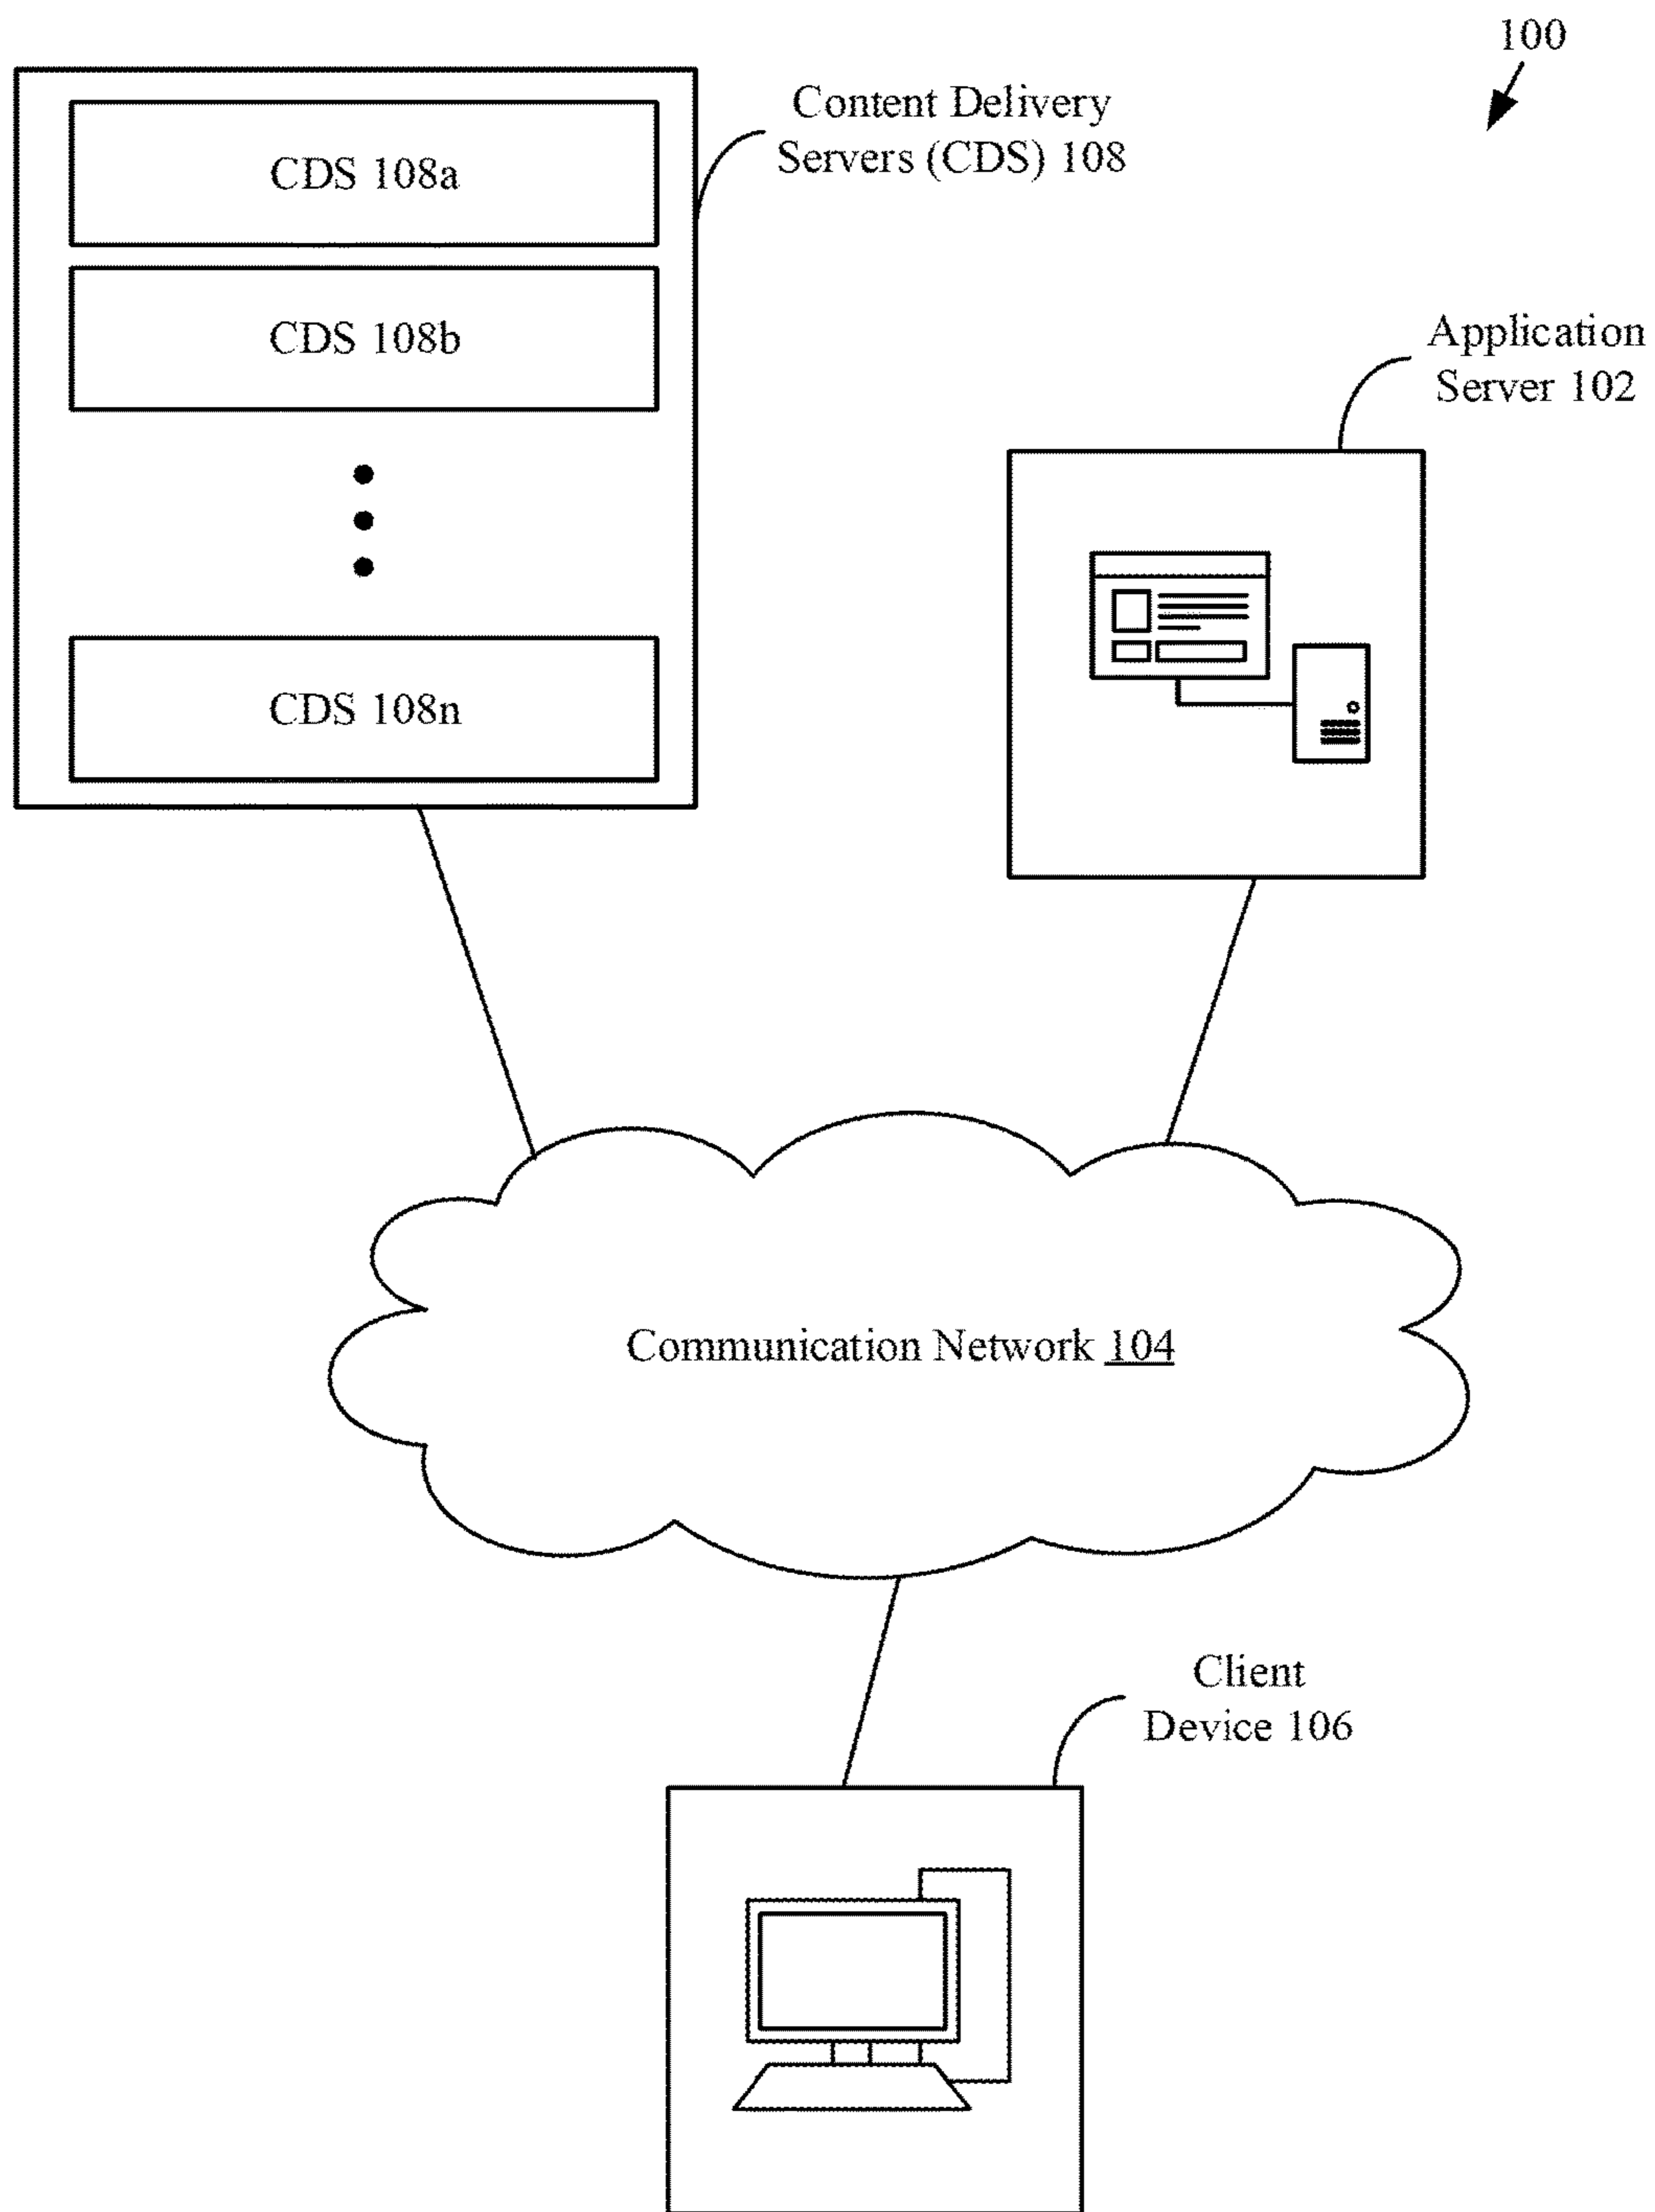 100
Content Delivery
Servers (CDS) 108
CDS 108a
CDS 108b
CDS 108n
Application
Server 102
Communication Network 104
Client
Device 106